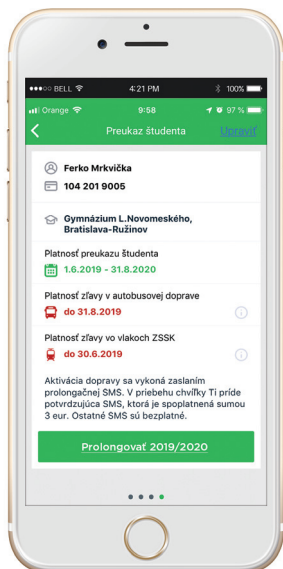 BELL 4:21 PM 100%
Orange 9:58 97 %
Preukaz študenta Upraviť
Ferko Mrkvička
104 201 9005
Gymnázium L.Novomeského,
Bratislava-Ružinov
Platnosť preukazu študenta
1.6.2019 - 31.8.2020
Platnosť zľavy v autobusovej doprave
do 31.8.2019
Platnosť zľavy vo vlakoch ZSSK
do 30.6.2019
Aktivácia dopravy sa vykoná zaslaním
prolongačnej SMS. V priebehu chvíľky Ti príde
potvrdzujúca SMS, ktorá je spoplatnená sumou
3 eur. Ostatné SMS sú bezplatné.
Prolongovať 2019/2020